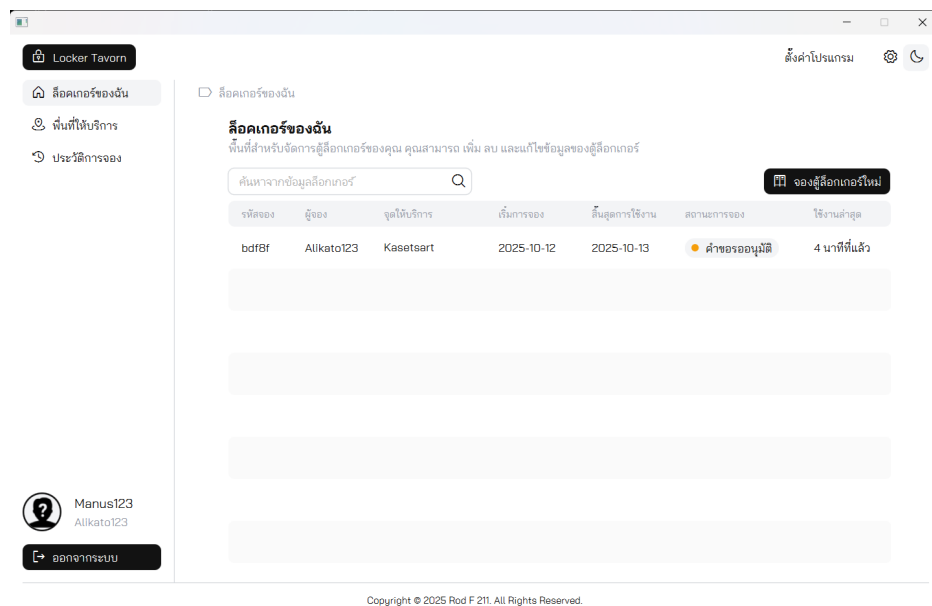 Locker Tavorn
ตั้งค่าโปรแกรม
ล็อคเกอร์ของฉัน
พื้นที่ให้บริการ
ประวัติการจอง
ล็อคเกอร์ของฉัน
ล็อคเกอร์ของฉัน
พื้นที่สำหรับจัดการตู้ล็อกเกอร์ของคุณ คุณสามารถ เพิ่ม ลบ และแก้ไขข้อมูลของตู้ล็อกเกอร์
ค้นหาจากข้อมูลล็อกเกอร์
จองตู้ล็อกเกอร์ใหม่
รหัสจอง ผู้จอง จุดให้บริการ เริ่มการจอง สิ้นสุดการใช้งาน สถานะการจอง ใช้งานล่าสุด
bdf8f Alikato123 Kasetsart 2025-10-12 2025-10-13 คำขอรออนุมัติ 4 นาทีที่แล้ว
Manus123
Alikato123
ออกจากระบบ
Copyright © 2025 Rod F 211. All Rights Reserved.